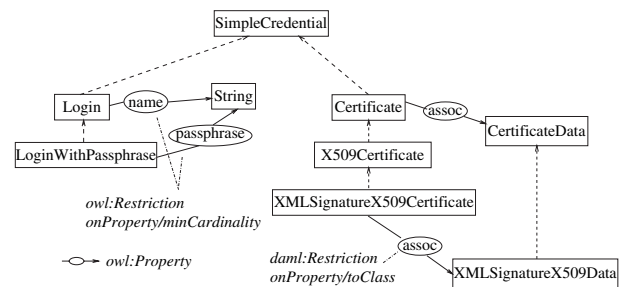 SimpleCredential
Login
name
String
Certificate
assoc
passphrase
CertificateData
LoginWithPassphrase
X509Certificate
owl:Restriction
onProperty/minCardinality
XMLSignatureX509Certificate
owl:Property
daml:Restriction
onProperty/toClass
assoc
XMLSignatureX509Data